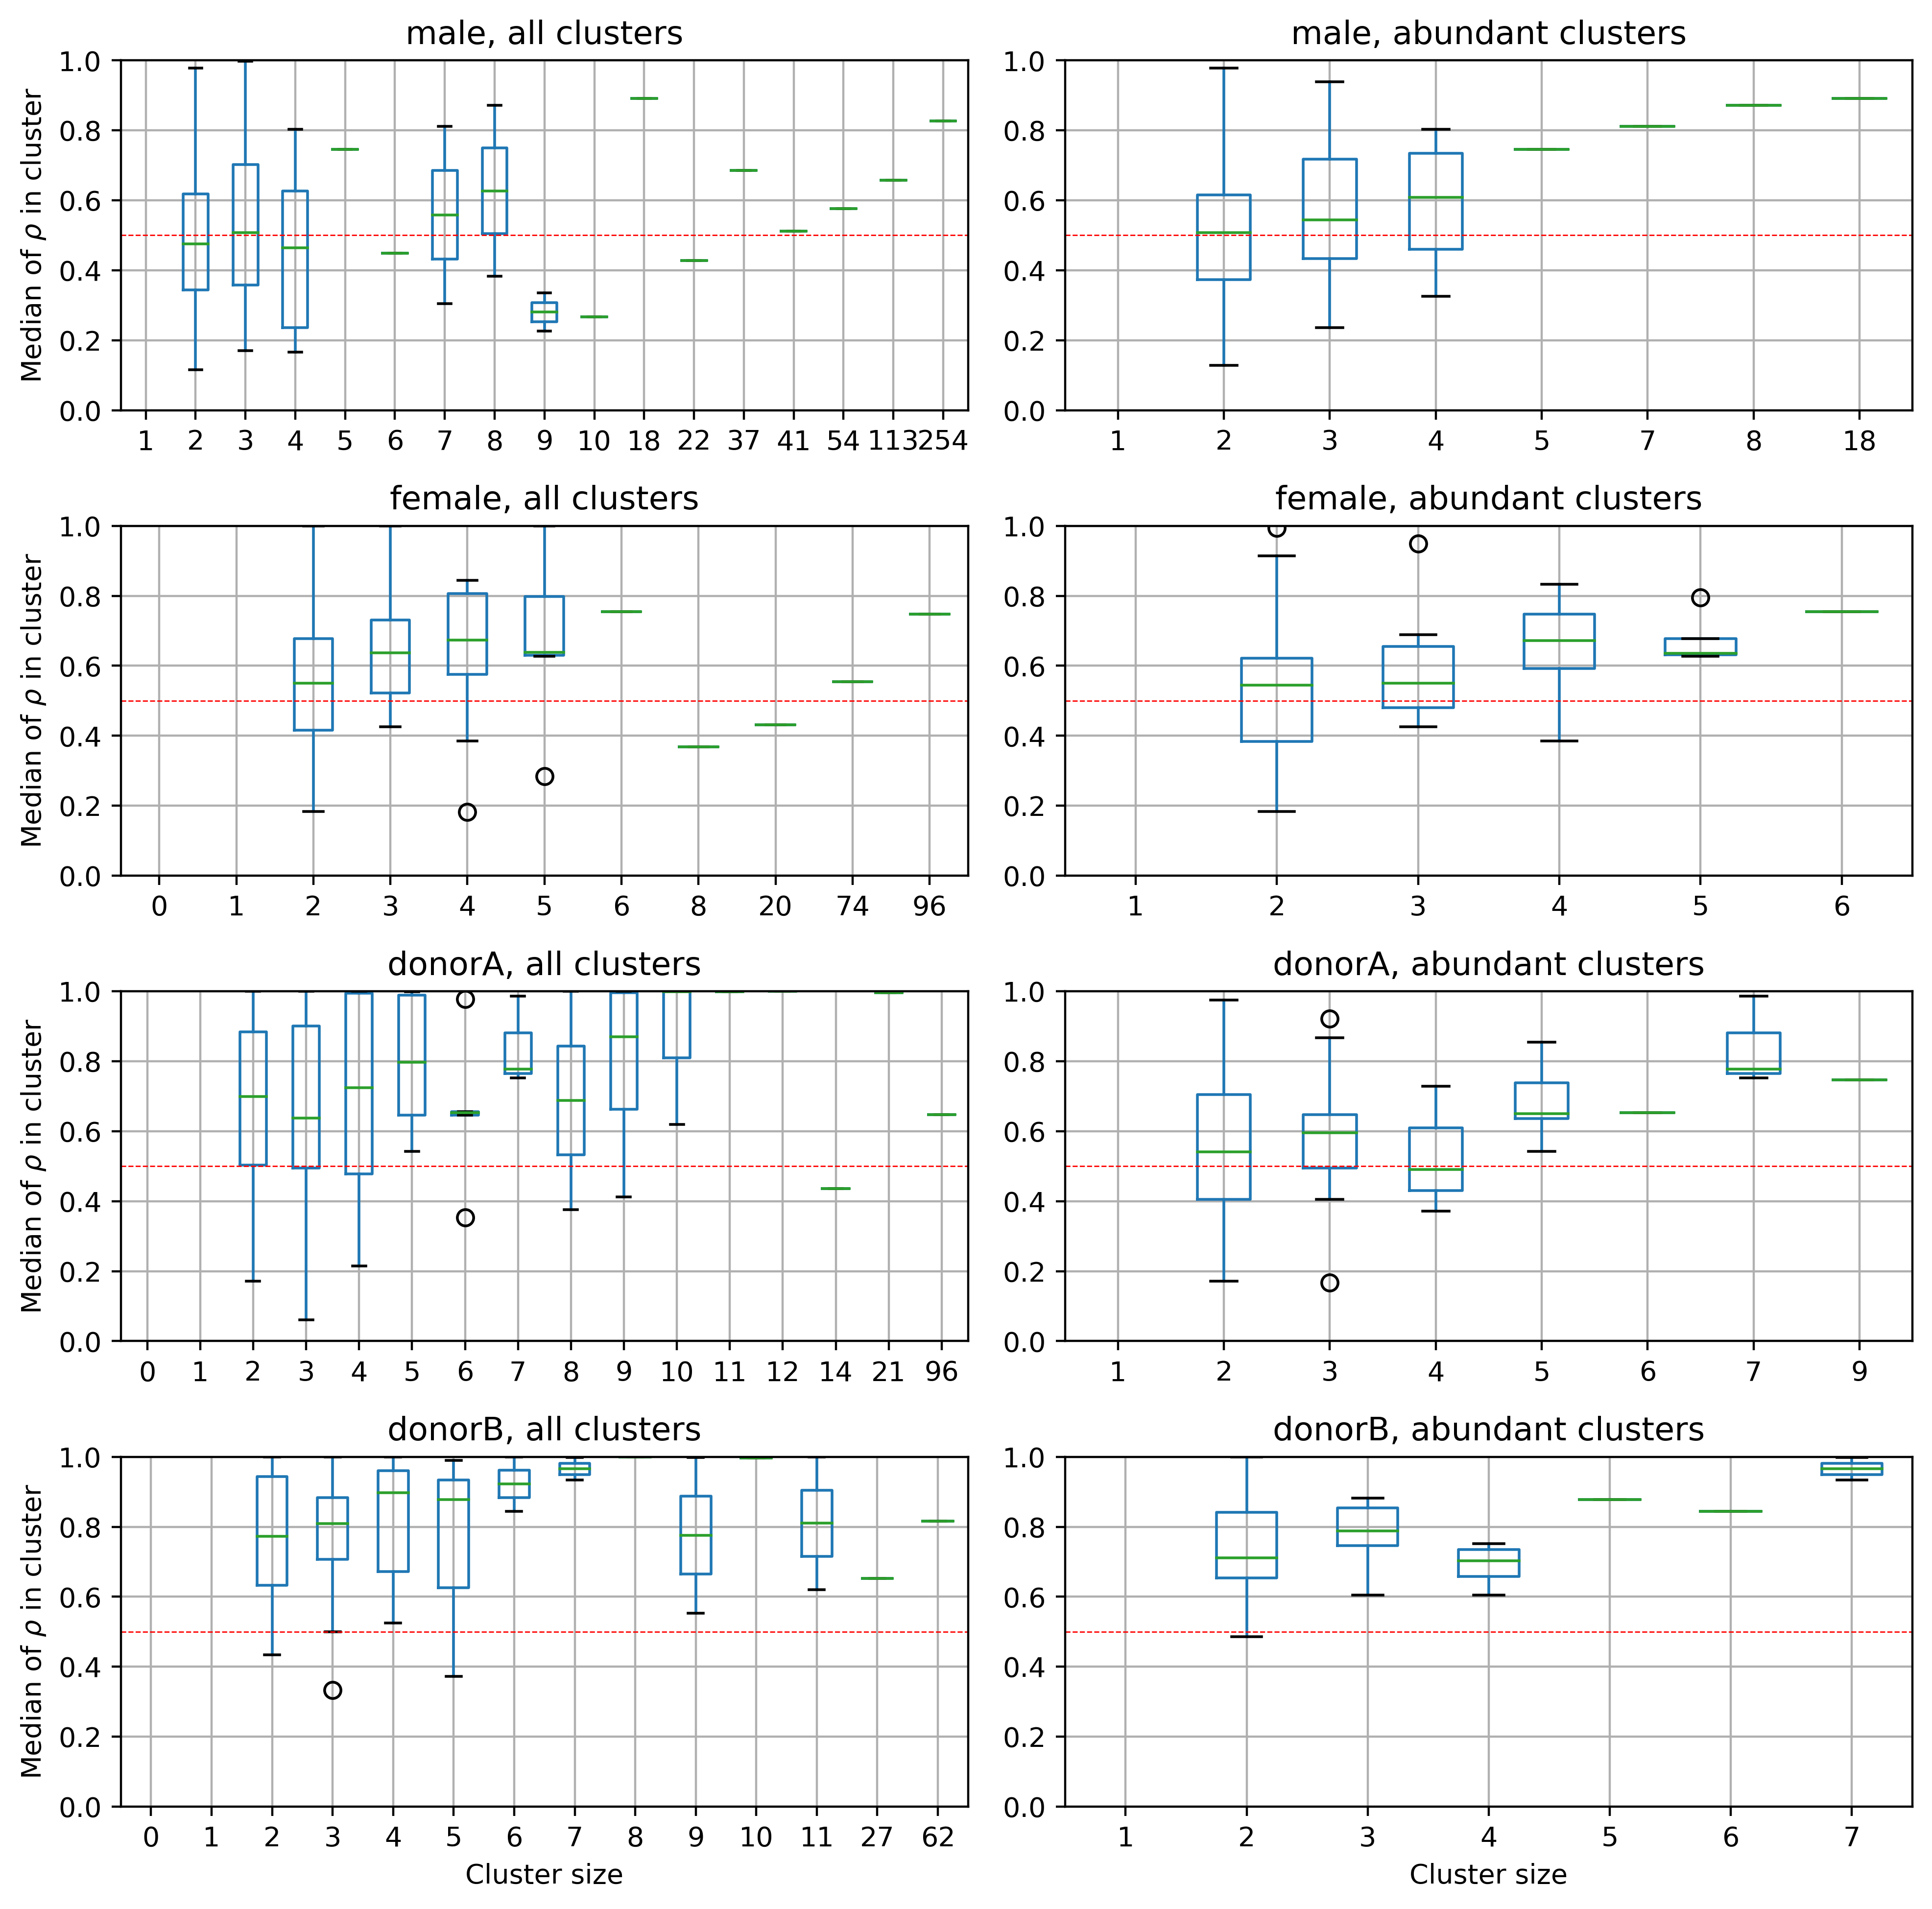 male, all clusters
1.0
0.8
0.6
0.4
0.2
0.0
Median of ρ in cluster
1 2 3 4 5 6 7 8 9 10 18 22 37 41 54 113 254
male, abundant clusters
1.0
0.8
0.6
0.4
0.2
0.0
1 2 3 4 5 7 8 18
female, all clusters
1.0
0.8
0.6
0.4
0.2
0.0
Median of ρ in cluster
0 1 2 3 4 5 6 8 20 74 96
female, abundant clusters
1.0
0.8
0.6
0.4
0.2
0.0
1 2 3 4 5 6
donorA, all clusters
1.0
0.8
0.6
0.4
0.2
0.0
Median of ρ in cluster
0 1 2 3 4 5 6 7 8 9 10 11 12 14 21 96
donorA, abundant clusters
1.0
0.8
0.6
0.4
0.2
0.0
1 2 3 4 5 6 7 9
donorB, all clusters
1.0
0.8
0.6
0.4
0.2
0.0
Median of ρ in cluster
0 1 2 3 4 5 6 7 8 9 10 11 27 62
Cluster size
donorB, abundant clusters
1.0
0.8
0.6
0.4
0.2
0.0
1 2 3 4 5 6 7
Cluster size